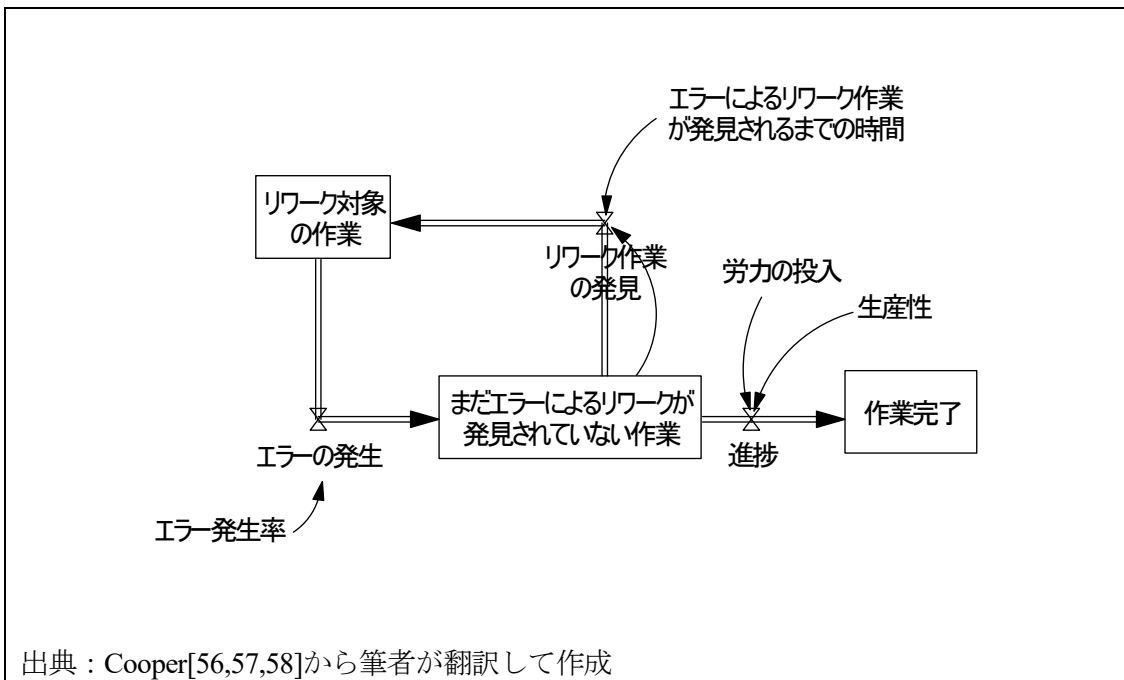 エラーによるリワーク作業
が発見されるまでの時間
リワーク対象
の作業
リワーク作業
の発見
労力の投入
生産性
まだエラーによるリワークが
発見されていない作業
作業完了
進捗
エラーの発生
エラー発生率
出典：Cooper[56,57,58]から筆者が翻訳して作成